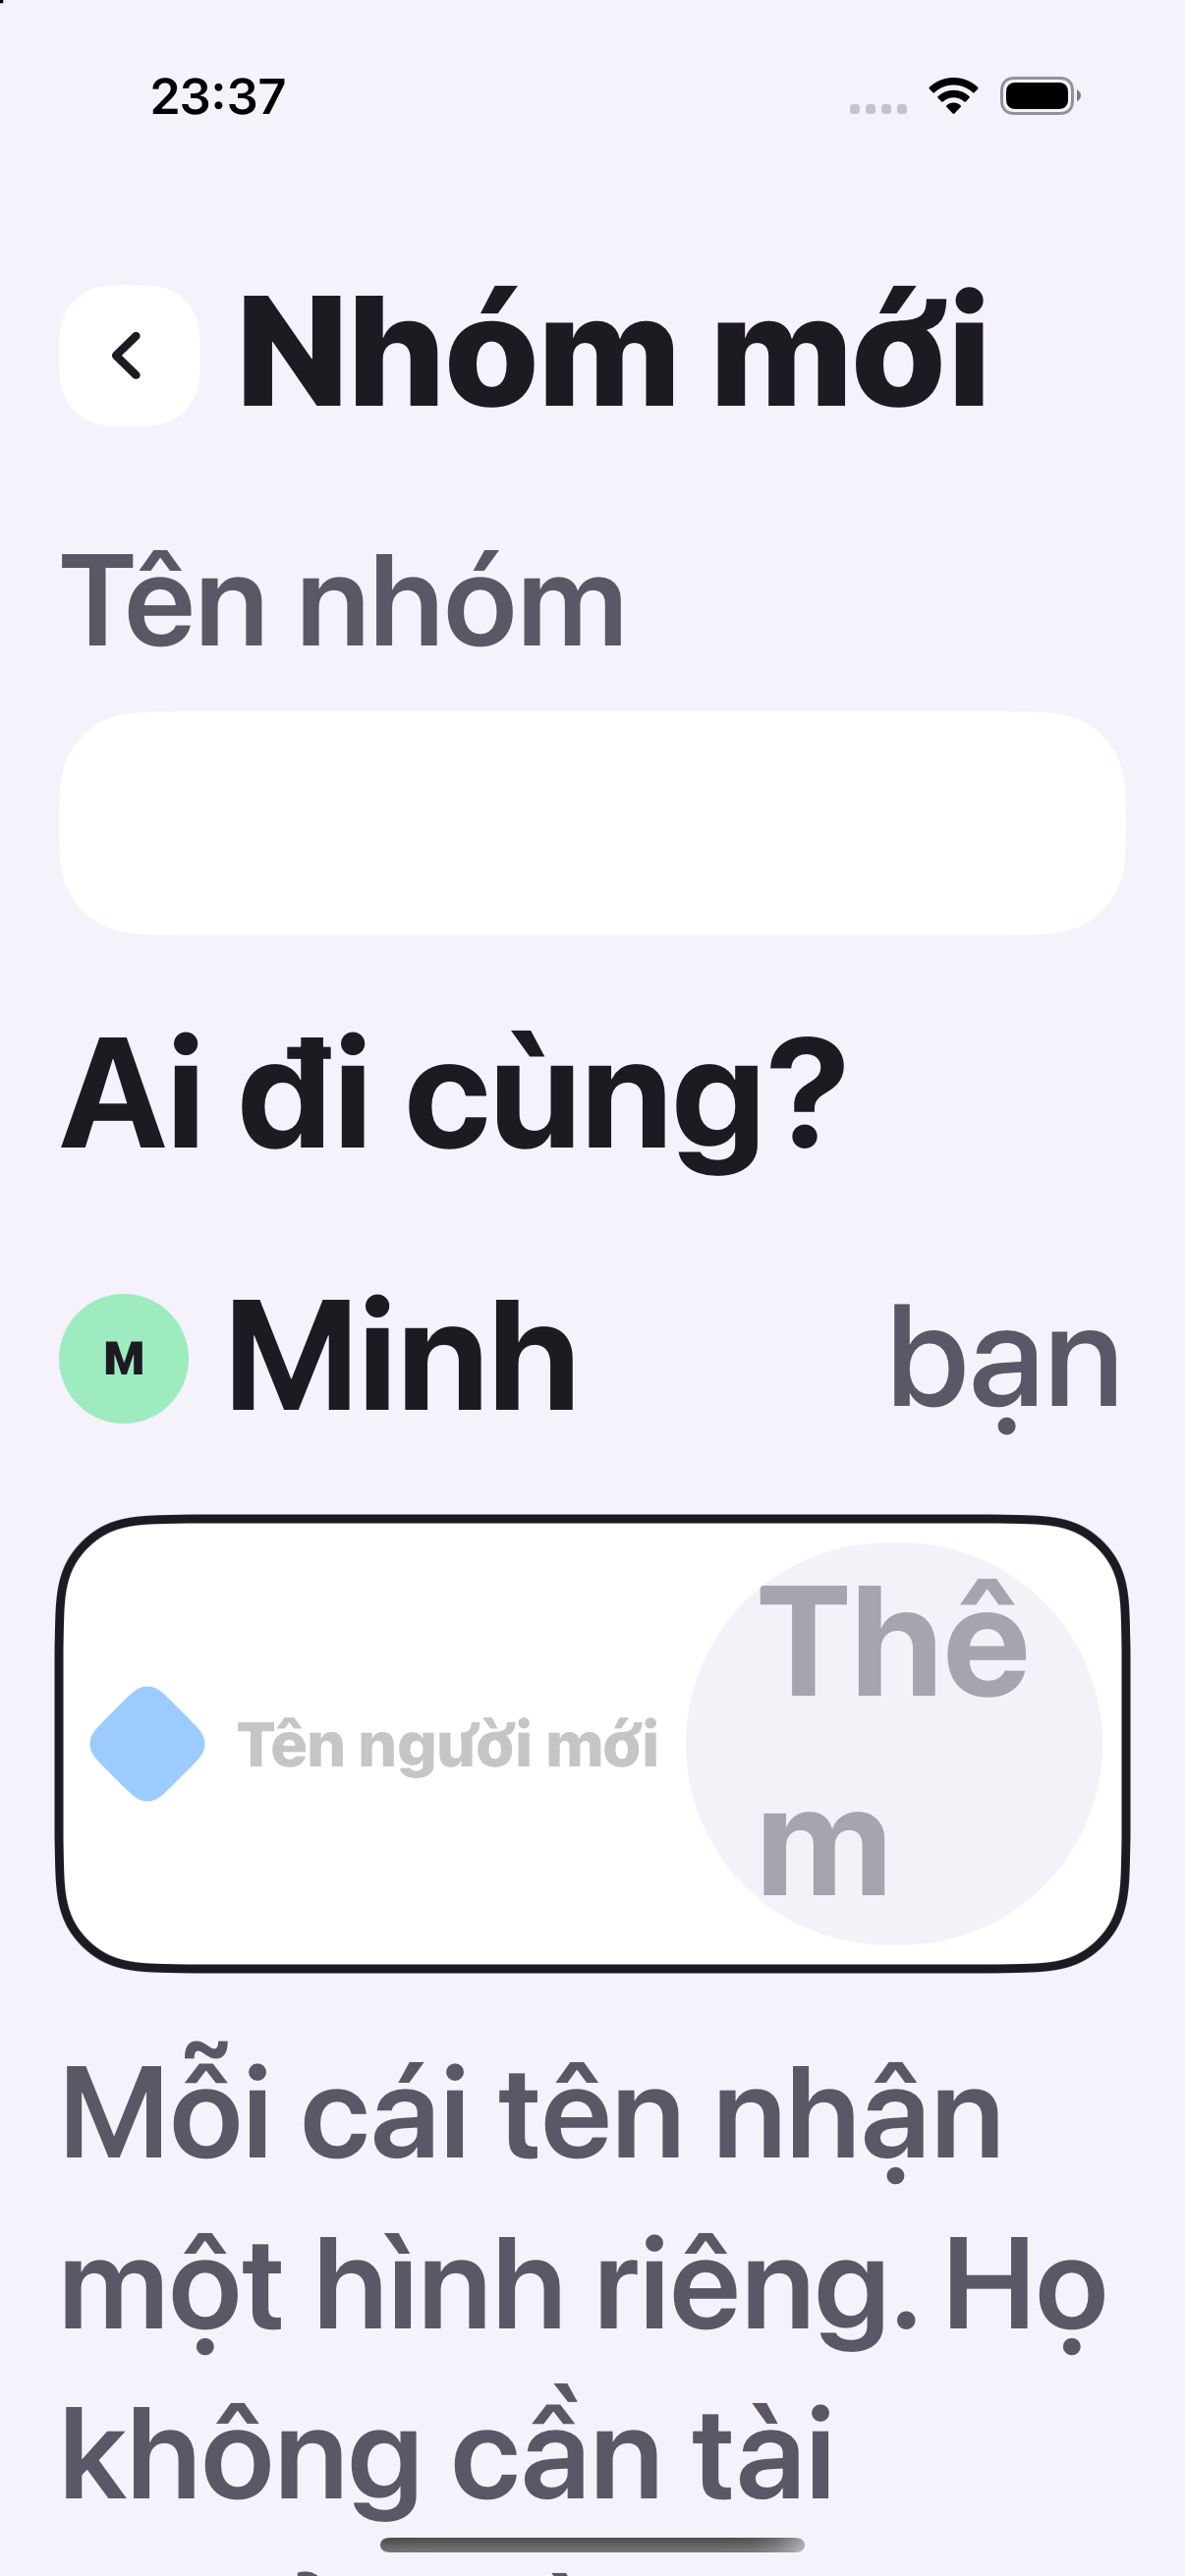 23:37
Nhóm mới
Tên nhóm
Ai đi cùng?
M Minh bạn
Tên người mới
Thê
m
Mỗi cái tên nhận
một hình riêng. Họ
không cần tài